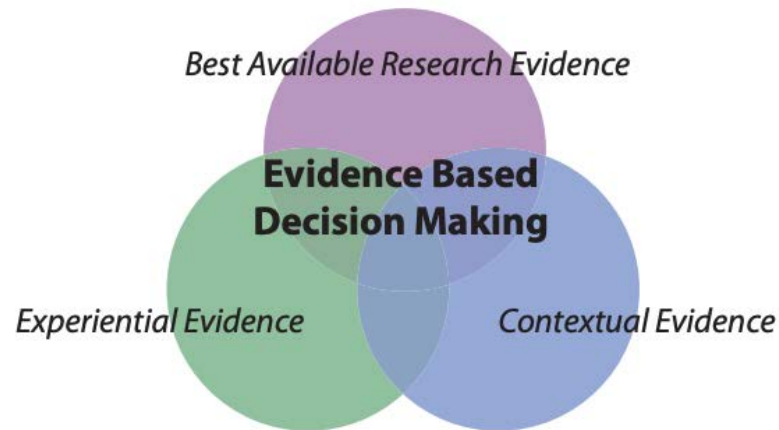 Best Available Research Evidence
Evidence Based
Decision Making
Experiential Evidence
Contextual Evidence